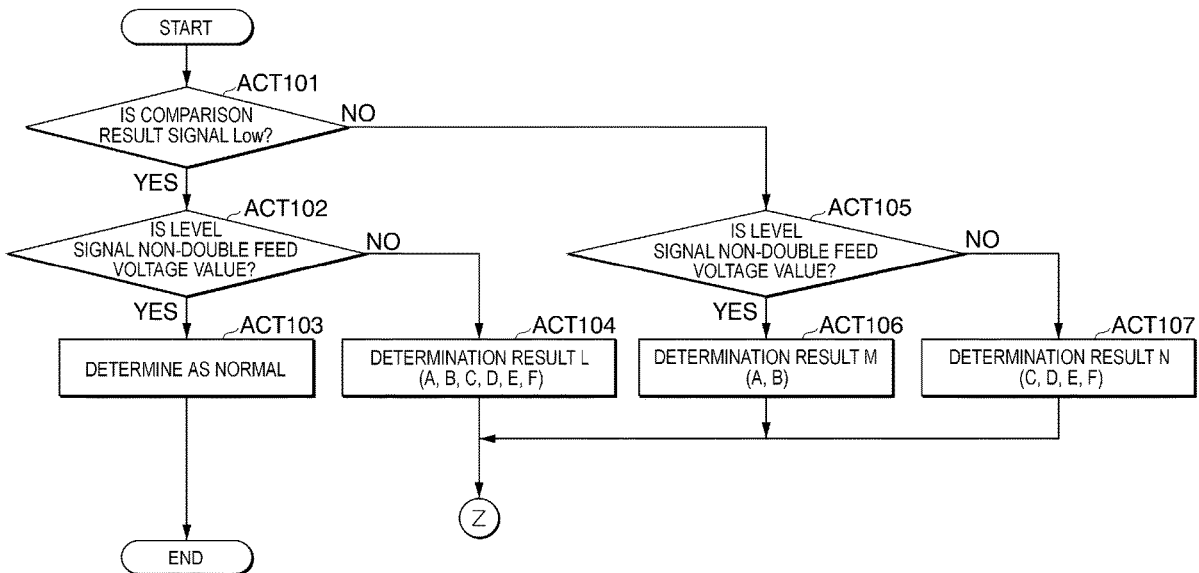 START
ACT101
IS COMPARISON
RESULT SIGNAL Low?
NO
YES
ACT102
IS LEVEL
SIGNAL NON-DOUBLE FEED
VOLTAGE VALUE?
NO
YES
ACT105
IS LEVEL
SIGNAL NON-DOUBLE FEED
VOLTAGE VALUE?
NO
YES
ACT103
DETERMINE AS NORMAL
ACT104
DETERMINATION RESULT L
(A, B, C, D, E, F)
ACT106
DETERMINATION RESULT M
(A, B)
ACT107
DETERMINATION RESULT N
(C, D, E, F)
Z
END